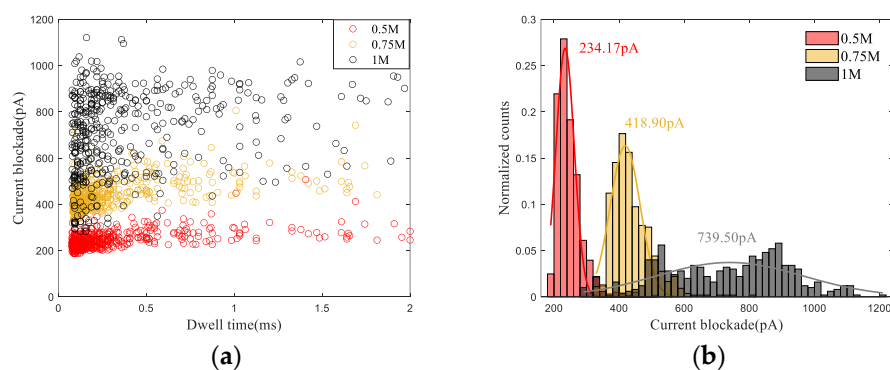 1200
1000
800
600
400
200
0
0
0.5
1
1.5
2
Current blockade(pA)
Dwell time(ms)
0.5M
0.75M
1M
(a)
0.3
0.25
0.2
0.15
0.1
0.05
0
200
400
600
800
1000
1200
Normalized counts
Current blockade(pA)
234.17pA
418.90pA
739.50pA
0.5M
0.75M
1M
(b)